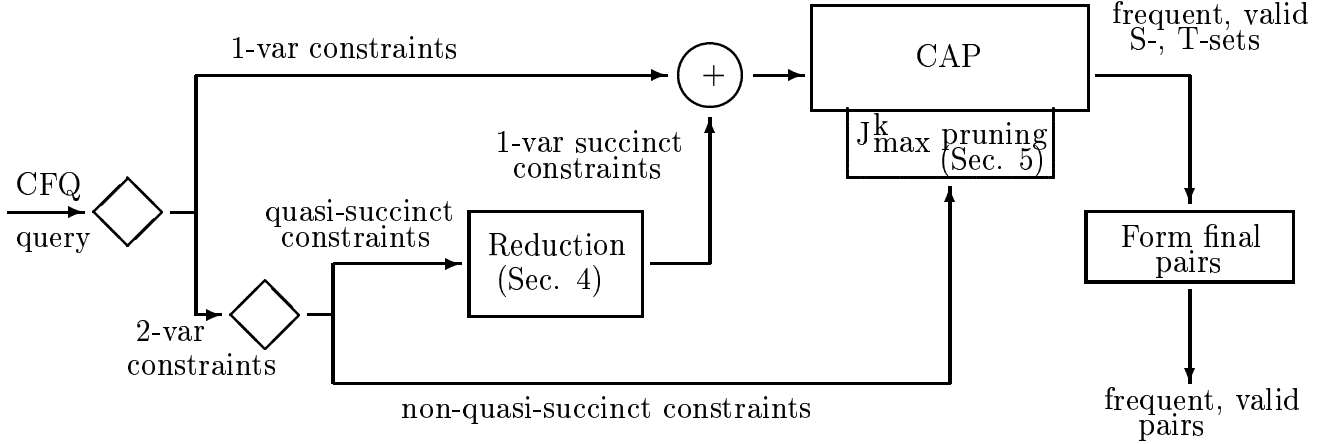 frequent, valid
S-, T-sets
1-var constraints
CAP
+
J^k_max pruning
(Sec. 5)
1-var succinct
constraints
CFQ
query
quasi-succinct
constraints
Reduction
(Sec. 4)
Form final
pairs
2-var
constraints
non-quasi-succinct constraints
frequent, valid
pairs